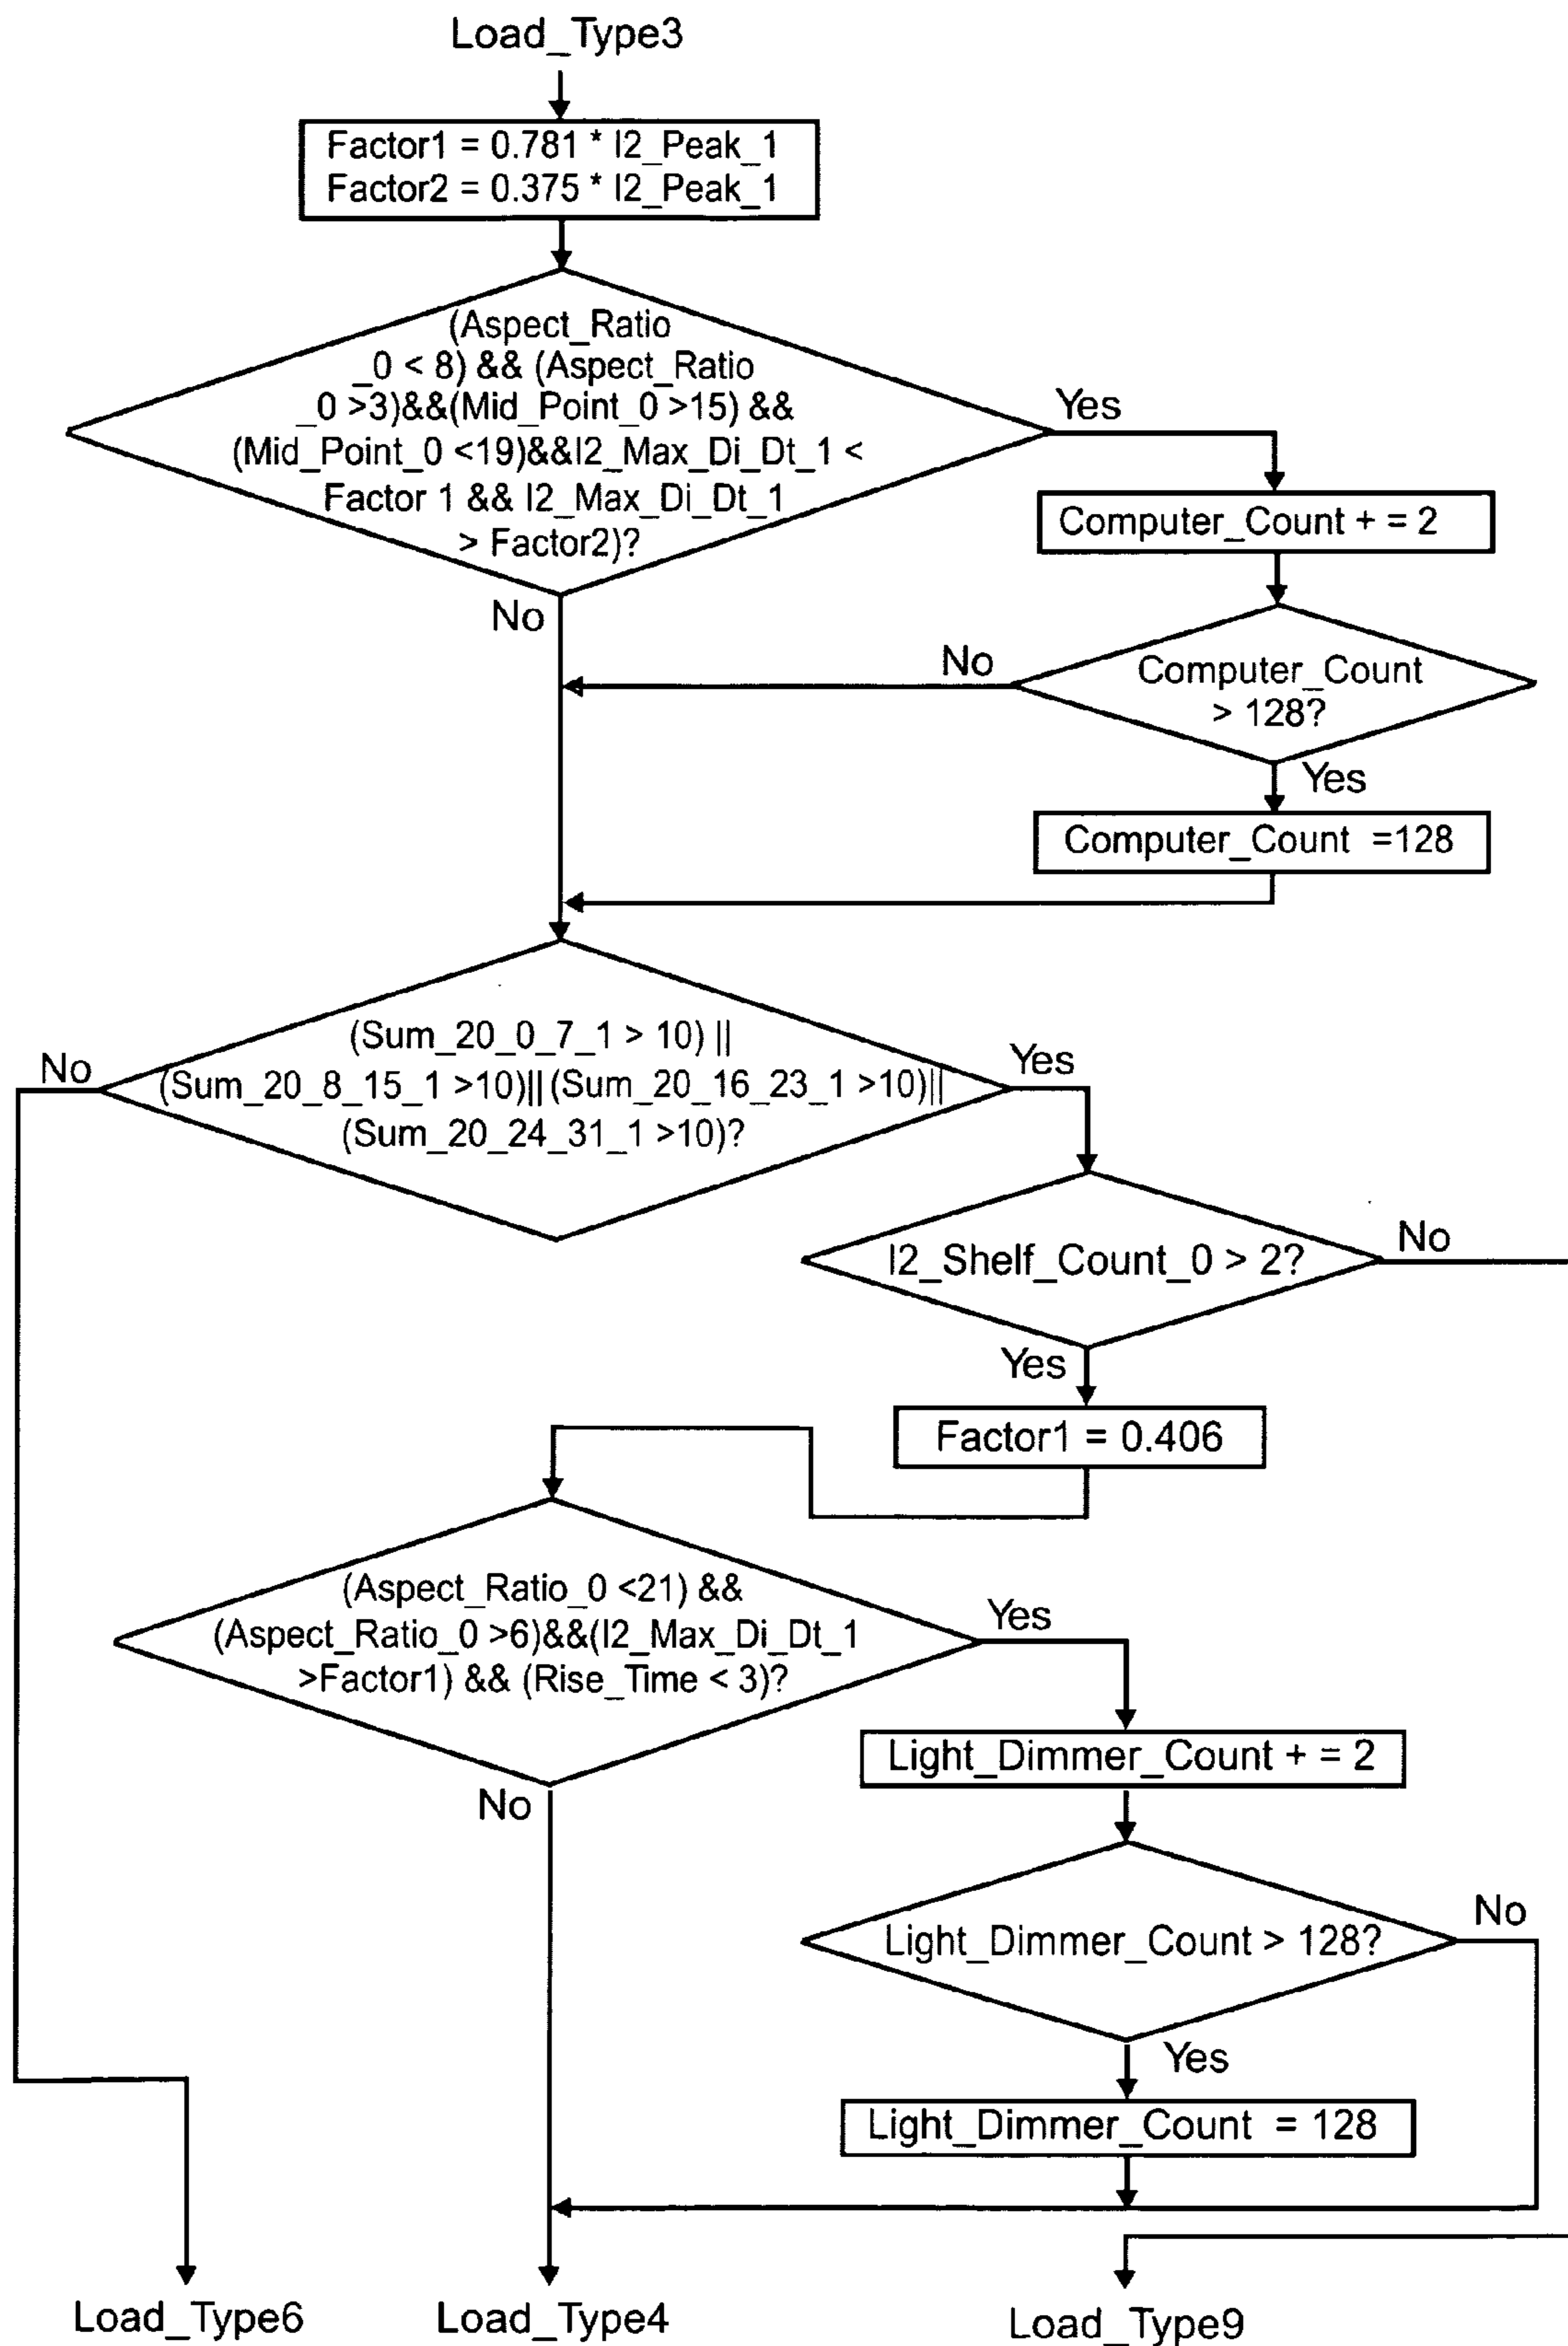 Load_Type3
Factor1 = 0.781 * I2_Peak_1
Factor2 = 0.375 * I2_Peak_1
(Aspect_Ratio
_0 < 8) && (Aspect_Ratio
_0 >3)&&(Mid_Point_0 >15) &&
(Mid_Point_0 <19)&&I2_Max_Di_Dt_1 <
Factor 1 && I2_Max_Di_Dt_1
> Factor2)?
Yes
Computer_Count + = 2
No
No
Computer_Count
> 128?
Yes
Computer_Count =128
(Sum_20_0_7_1 > 10) ||
(Sum_20_8_15_1 >10)|| (Sum_20_16_23_1 >10)||
(Sum_20_24_31_1 >10)?
No
Yes
I2_Shelf_Count_0 > 2?
No
Yes
Factor1 = 0.406
(Aspect_Ratio_0 <21) &&
(Aspect_Ratio_0 >6)&&(I2_Max_Di_Dt_1
>Factor1) && (Rise_Time < 3)?
Yes
Light_Dimmer_Count + = 2
No
Light_Dimmer_Count > 128?
No
Yes
Light_Dimmer_Count = 128
Load_Type6
Load_Type4
Load_Type9